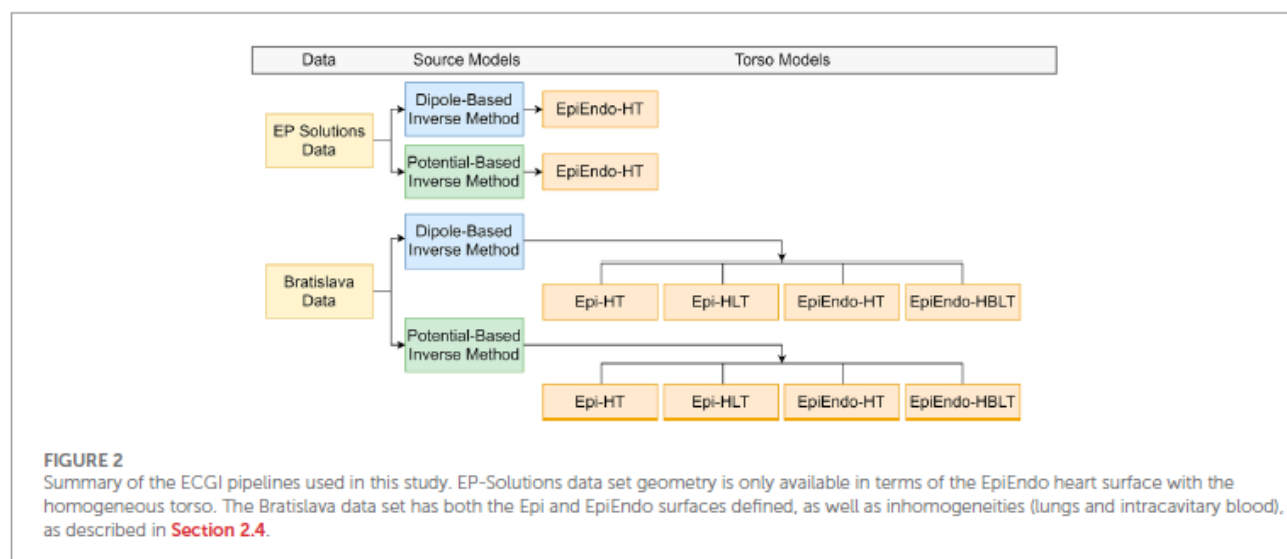 Data Source Models Torso Models
Dipole-Based
Inverse Method
EpiEndo-HT
EP Solutions
Data
Potential-Based
Inverse Method
EpiEndo-HT
Dipole-Based
Inverse Method
Bratislava
Data
Epi-HT Epi-HLT EpiEndo-HT EpiEndo-HBLT
Potential-Based
Inverse Method
Epi-HT Epi-HLT EpiEndo-HT EpiEndo-HBLT
FIGURE 2
Summary of the ECGI pipelines used in this study. EP-Solutions data set geometry is only available in terms of the EpiEndo heart surface with the
homogeneous torso. The Bratislava data set has both the Epi and EpiEndo surfaces defined, as well as inhomogeneities (lungs and intracavitary blood),
as described in Section 2.4.